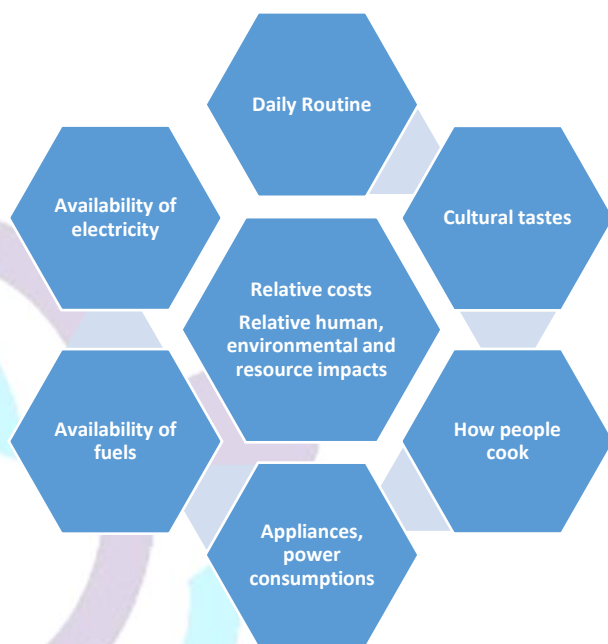 Daily Routine
Cultural tastes
How people
cook
Appliances,
power
consumptions
Availability of
fuels
Availability of
electricity
Relative costs
Relative human,
environmental and
resource impacts